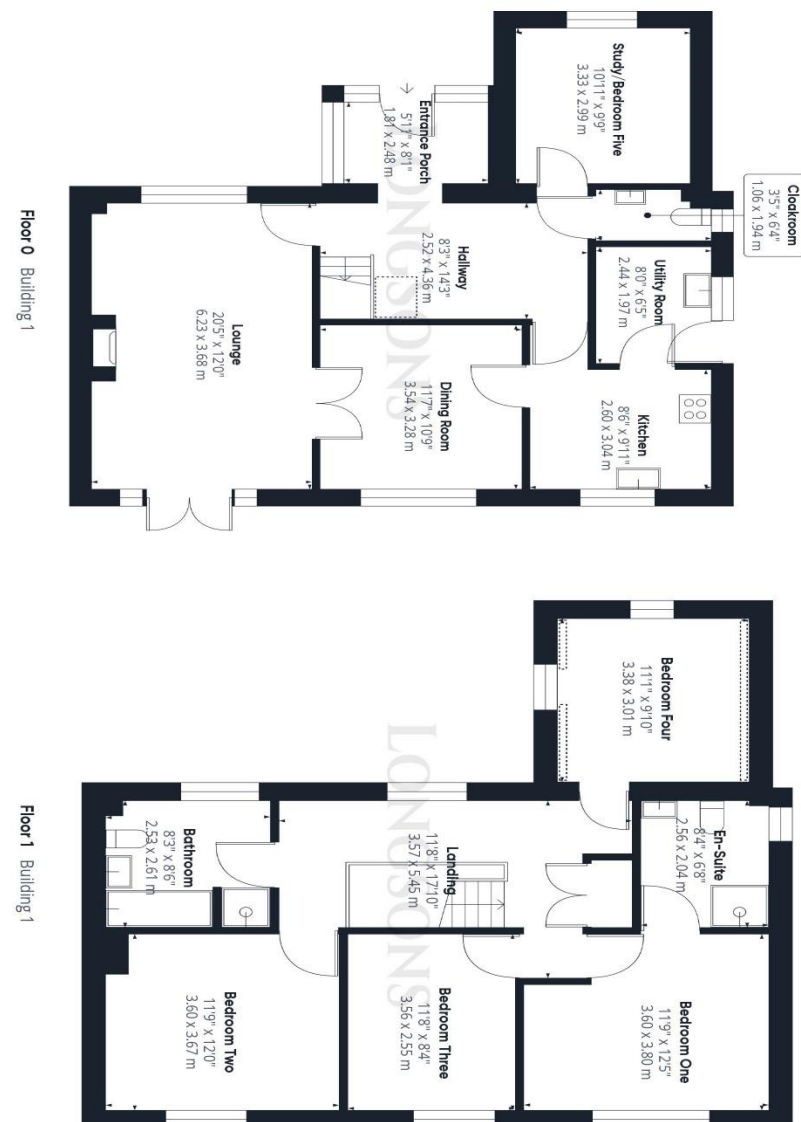 Study/Bedroom Five
10'11" x 9'9"
3.33 x 2.99 m
Cloakroom
3'5" x 6'4"
1.06 x 1.94 m
Entrance Porch
5'11" x 8'1"
1.81 x 2.48 m
Hallway
8'3" x 14'3"
2.52 x 4.36 m
Utility Room
8'0" x 6'5"
2.44 x 1.97 m
Lounge
20'5" x 12'0"
6.23 x 3.68 m
Dining Room
11'7" x 10'9"
3.54 x 3.28 m
Kitchen
8'6" x 9'11"
2.60 x 3.04 m
LONGSONS
Floor 0 Building 1
Bedroom Four
11'1" x 9'10"
3.38 x 3.01 m
En-Suite
8'4" x 6'8"
2.56 x 2.04 m
Landing
11'8" x 17'10"
3.57 x 5.45 m
Bathroom
8'3" x 8'6"
2.53 x 2.61 m
Bedroom Two
11'9" x 12'0"
3.60 x 3.67 m
Bedroom Three
11'8" x 8'4"
3.56 x 2.55 m
Bedroom One
11'9" x 12'5"
3.60 x 3.80 m
LONGSONS
Floor 1 Building 1